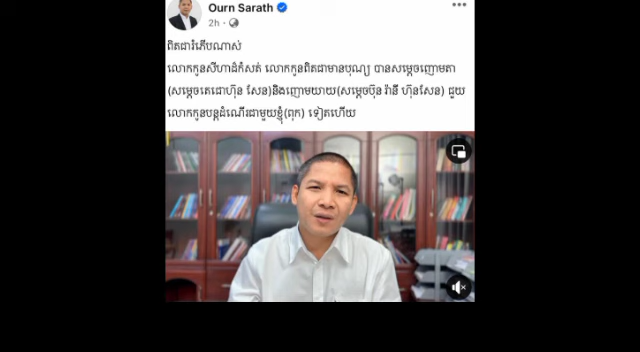 Ourn Sarath
2h ·
ពិតជារំភើបណាស់
លោកកូនសីហាដ៍កំសត់ លោកកូនពិតជាមានបុណ្យ បានសម្តេចញោមតា
(សម្តេចតេជោហ៊ុន សែន)និងញោមយាយ(សម្តេចប៊ុន រ៉ានី ហ៊ុនសែន) ជួយ
លោកកូនបន្តដំណើរជាមួយខ្ញុំ(ពុក) ទៀតហើយ